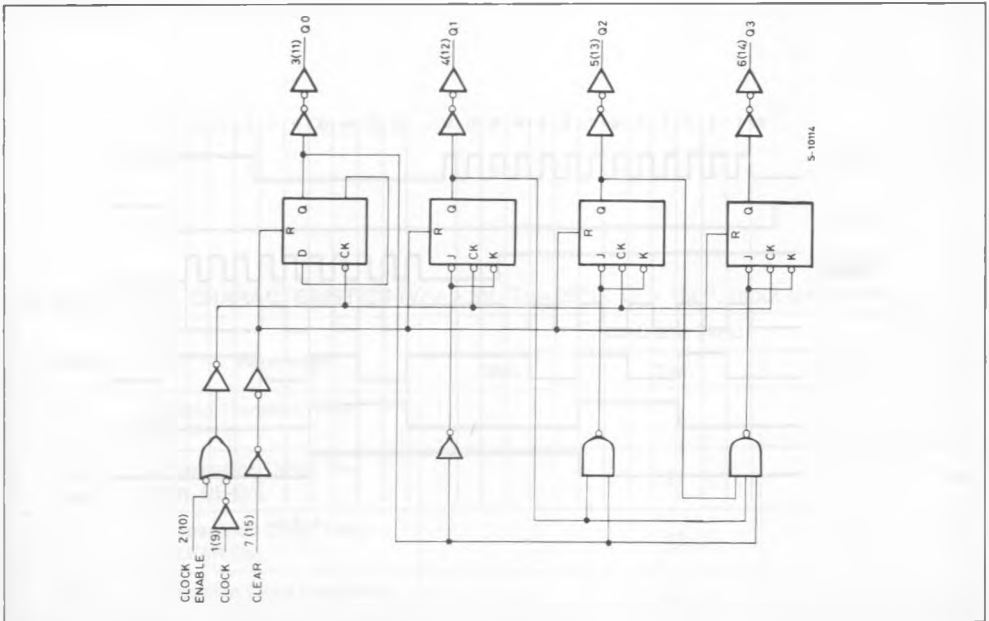 CLOCK
ENABLE
2 (10)
CLOCK
1(9)
CLEAR
7 (15)
D
R
Q
CK
3(11) Q0
J
R
Q
CK
K
4(12) Q1
J
R
Q
CK
K
5(13) Q2
J
R
Q
CK
K
6(14) Q3
S-10114